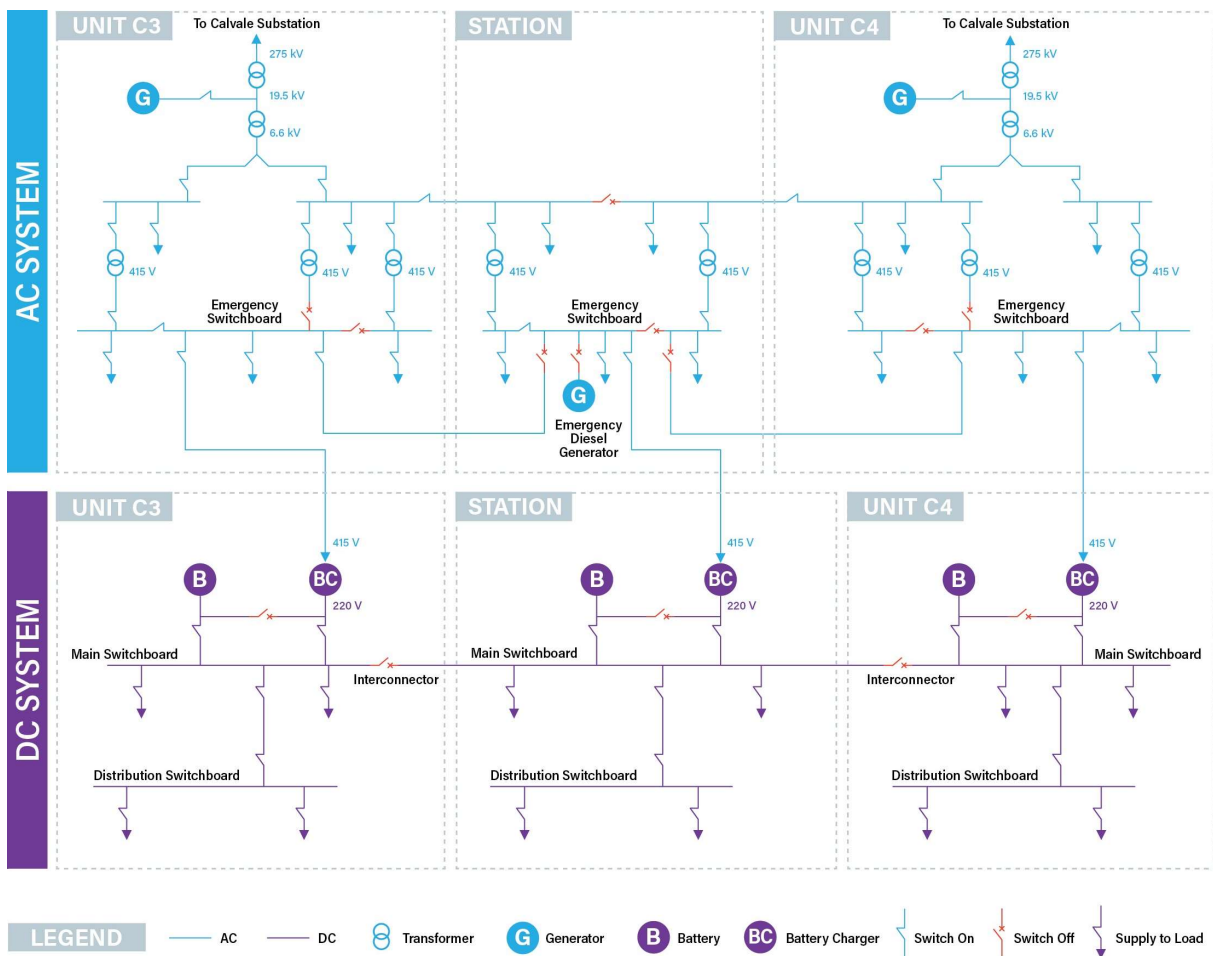 AC SYSTEM
UNIT C3
To Calvale Substation
275 kV
G
19.5 kV
6.6 kV
415 V
415 V
415 V
Emergency
Switchboard
STATION
415 V
415 V
Emergency
Switchboard
G
Emergency
Diesel
Generator
UNIT C4
To Calvale Substation
275 kV
G
19.5 kV
6.6 kV
415 V
415 V
415 V
Emergency
Switchboard
DC SYSTEM
UNIT C3
415 V
B
BC
220 V
Main Switchboard
Interconnector
Distribution Switchboard
STATION
415 V
B
BC
220 V
Main Switchboard
Distribution Switchboard
UNIT C4
415 V
B
BC
220 V
Main Switchboard
Interconnector
Distribution Switchboard
LEGEND
AC
DC
Transformer
G
Generator
B
Battery
BC
Battery Charger
Switch On
Switch Off
Supply to Load